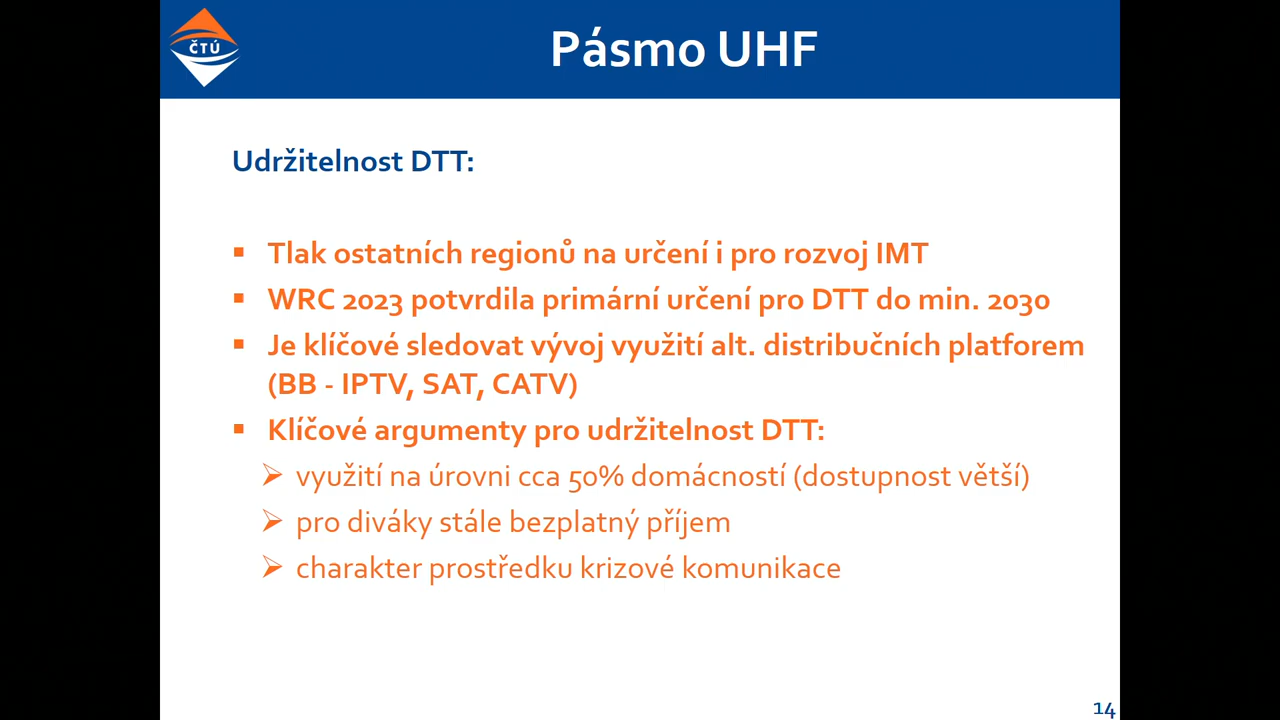 ČTÚ
Pásmo UHF
Udržitelnost DTT:
▪ Tlak ostatních regionů na určení i pro rozvoj IMT
▪ WRC 2023 potvrdila primární určení pro DTT do min. 2030
▪ Je klíčové sledovat vývoj využití alt. distribučních platforem
(BB - IPTV, SAT, CATV)
▪ Klíčové argumenty pro udržitelnost DTT:
➢ využití na úrovni cca 50% domácností (dostupnost větší)
➢ pro diváky stále bezplatný příjem
➢ charakter prostředku krizové komunikace
14